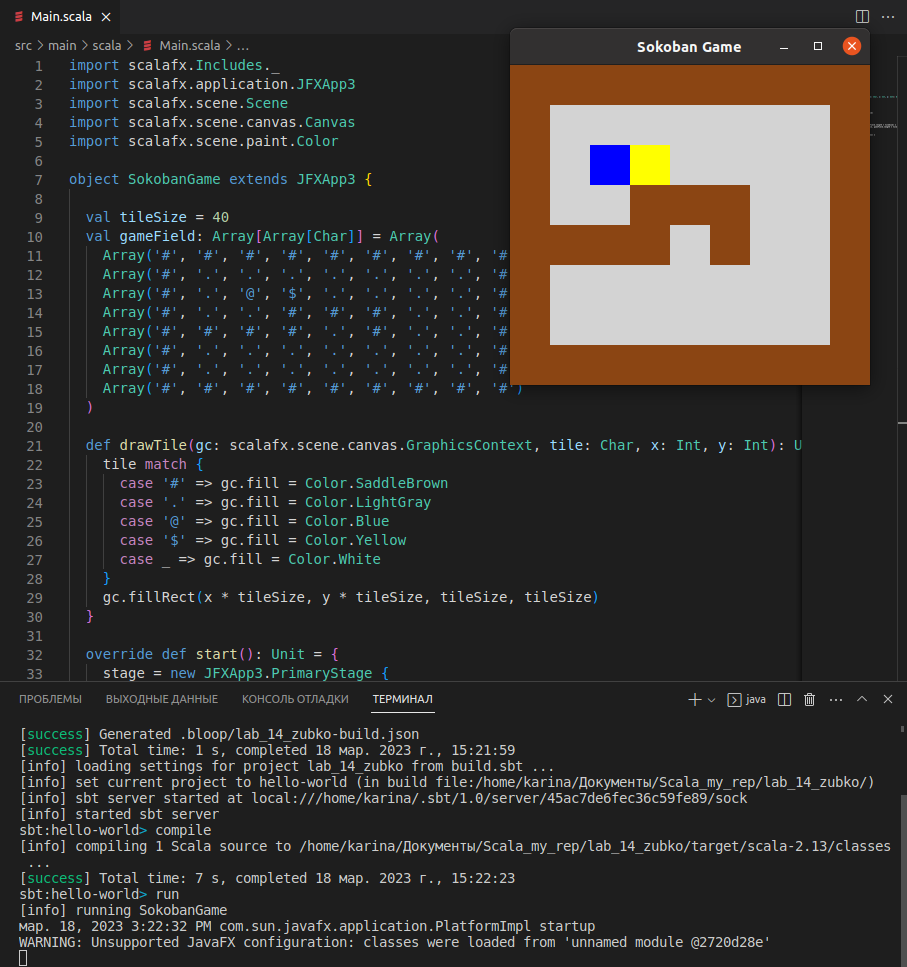 Main.scala
src > main > scala > Main.scala > ...
Sokoban Game
1 import scalafx.Includes._
2 import scalafx.application.JFXApp3
3 import scalafx.scene.Scene
4 import scalafx.scene.canvas.Canvas
5 import scalafx.scene.paint.Color
6
7 object SokobanGame extends JFXApp3 {
8
9 val tileSize = 40
10 val gameField: Array[Array[Char]] = Array(
11 Array('#', '#', '#', '#', '#', '#', '#', '#', '#
12 Array('#', '.', '.', '.', '.', '.', '.', '.', '#
13 Array('#', '.', '@', '$', '.', '.', '.', '.', '#
14 Array('#', '.', '.', '#', '#', '#', '.', '.', '#
15 Array('#', '#', '#', '#', '.', '#', '.', '.', '#
16 Array('#', '.', '.', '.', '.', '.', '.', '.', '#
17 Array('#', '.', '.', '.', '.', '.', '.', '.', '#
18 Array('#', '#', '#', '#', '#', '#', '#', '#', '#')
19 )
20
21 def drawTile(gc: scalafx.scene.canvas.GraphicsContext, tile: Char, x: Int, y: Int): U
22 tile match {
23 case '#' => gc.fill = Color.SaddleBrown
24 case '.' => gc.fill = Color.LightGray
25 case '@' => gc.fill = Color.Blue
26 case '$' => gc.fill = Color.Yellow
27 case _ => gc.fill = Color.White
28 }
29 gc.fillRect(x * tileSize, y * tileSize, tileSize, tileSize)
30 }
31
32 override def start(): Unit = {
33 stage = new JFXApp3.PrimaryStage {
ПРОБЛЕМЫ ВЫХОДНЫЕ ДАННЫЕ КОНСОЛЬ ОТЛАДКИ ТЕРМИНАЛ java
[success] Generated .bloop/lab_14_zubko-build.json
[success] Total time: 1 s, completed 18 мар. 2023 г., 15:21:59
[info] loading settings for project lab_14_zubko from build.sbt ...
[info] set current project to hello-world (in build file:/home/karina/Документы/Scala_my_rep/lab_14_zubko/)
[info] sbt server started at local:///home/karina/.sbt/1.0/server/45ac7de6fec36c59fe89/sock
[info] started sbt server
sbt:hello-world> compile
[info] compiling 1 Scala source to /home/karina/Документы/Scala_my_rep/lab_14_zubko/target/scala-2.13/classes
...
[success] Total time: 7 s, completed 18 мар. 2023 г., 15:22:23
sbt:hello-world> run
[info] running SokobanGame
мар. 18, 2023 3:22:32 PM com.sun.javafx.application.PlatformImpl startup
WARNING: Unsupported JavaFX configuration: classes were loaded from 'unnamed module @2720d28e'